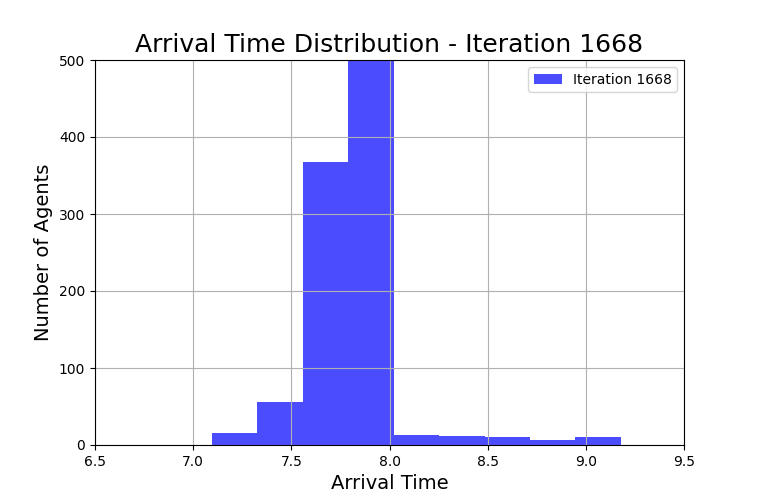 Arrival Time Distribution - Iteration 1668
500
Iteration 1668
400
300
200
100
0
Number of Agents
6.5 7.0 7.5 8.0 8.5 9.0 9.5
Arrival Time